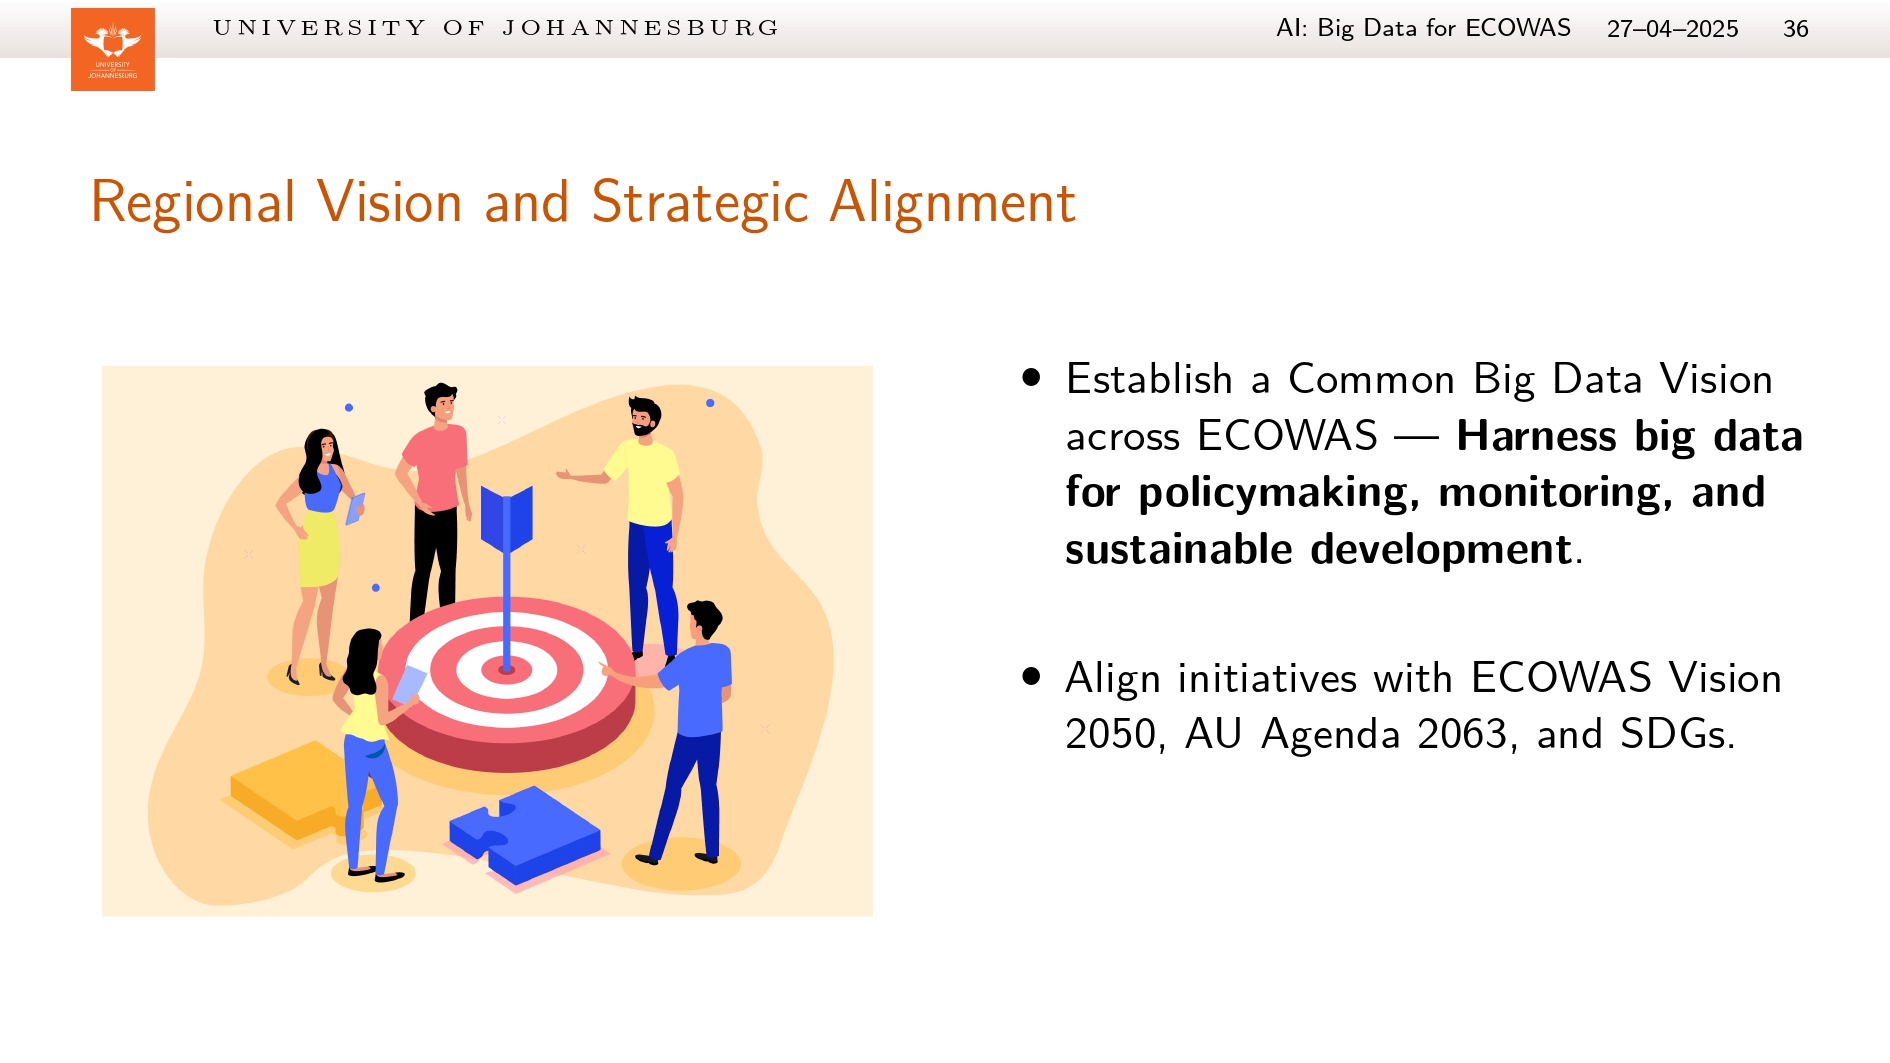 UNIVERSITY OF JOHANNESBURG
AI: Big Data for ECOWAS 27–04–2025 36
UNIVERSITY
OF
JOHANNESBURG
Regional Vision and Strategic Alignment
• Establish a Common Big Data Vision
across ECOWAS — Harness big data
for policymaking, monitoring, and
sustainable development.
• Align initiatives with ECOWAS Vision
2050, AU Agenda 2063, and SDGs.